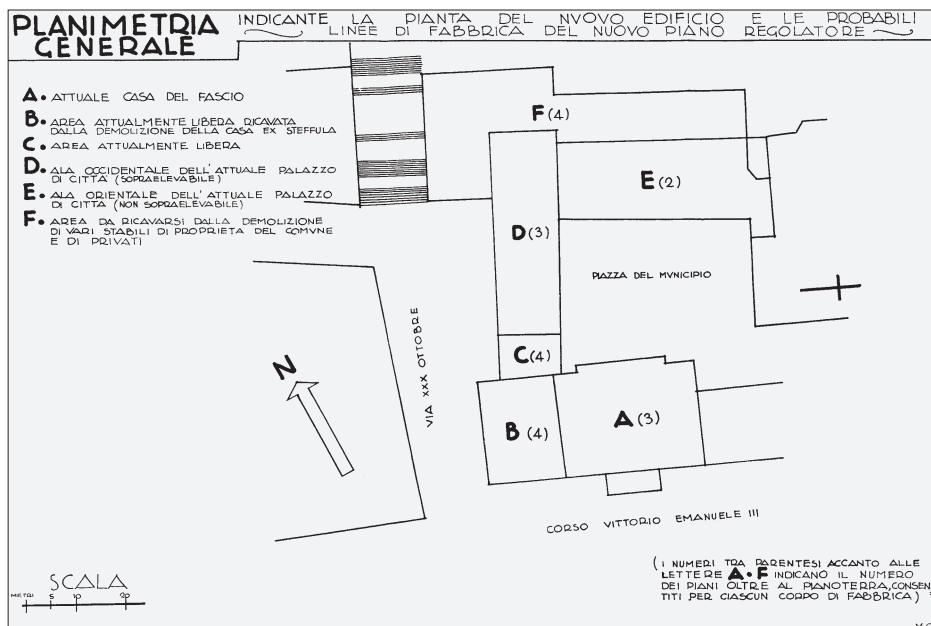 PLANIMETRIA
GENERALE
INDICANTE LA PIANTA DEL NVOVO EDIFICIO E LE PROBABILI
LINEE DI FABBRICA DEL NUOVO PIANO REGOLATORE
A. ATTUALE CASA DEL FASCIO
B. AREA ATTUALMENTE LIBERA RICAVATA
DALLA DEMOLIZIONE DELLA CASA EX STEFFULA
C. AREA ATTUALMENTE LIBERA
D. ALA OCCIDENTALE DELL'ATTUALE PALAZZO
DI CITTÀ (SOPRAELEVABILE)
E. ALA ORIENTALE DELL'ATTUALE PALAZZO
DI CITTÀ (NON SOPRAELEVABILE)
F. AREA DA RICAVARSI DALLA DEMOLIZIONE
DI VARI STABILI DI PROPRIETÀ DEL COMVNE
E DI PRIVATI
F (4)
E (2)
D (3)
PIAZZA DEL MVNICIPIO
VIA XXX OTTOBRE
C (4)
N
B (4)
A (3)
CORSO VITTORIO EMANUELE III
SCALA
METRI 5 10 20
(I NUMERI TRA PARENTESI ACCANTO ALLE
LETTERE A.F INDICANO IL NUMERO
DEI PIANI OLTRE AL PIANOTERRA, CONSEN
TITI PER CIASCUN CORPO DI FABBRICA)